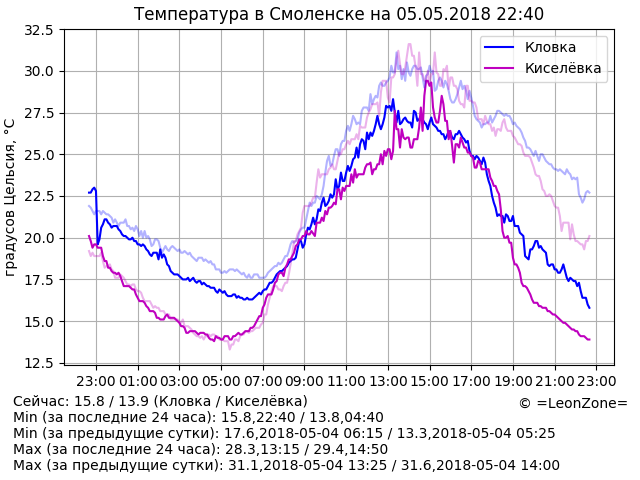 Температура в Смоленске на 05.05.2018 22:40
32.5
30.0
27.5
25.0
22.5
20.0
17.5
15.0
12.5
градусов Цельсия, °C
Кловка
Киселёвка
23:00 01:00 03:00 05:00 07:00 09:00 11:00 13:00 15:00 17:00 19:00 21:00 23:00
Сейчас: 15.8 / 13.9 (Кловка / Киселёвка)
© =LeonZone=
Min (за последние 24 часа): 15.8,22:40 / 13.8,04:40
Min (за предыдущие сутки): 17.6,2018-05-04 06:15 / 13.3,2018-05-04 05:25
Max (за последние 24 часа): 28.3,13:15 / 29.4,14:50
Max (за предыдущие сутки): 31.1,2018-05-04 13:25 / 31.6,2018-05-04 14:00